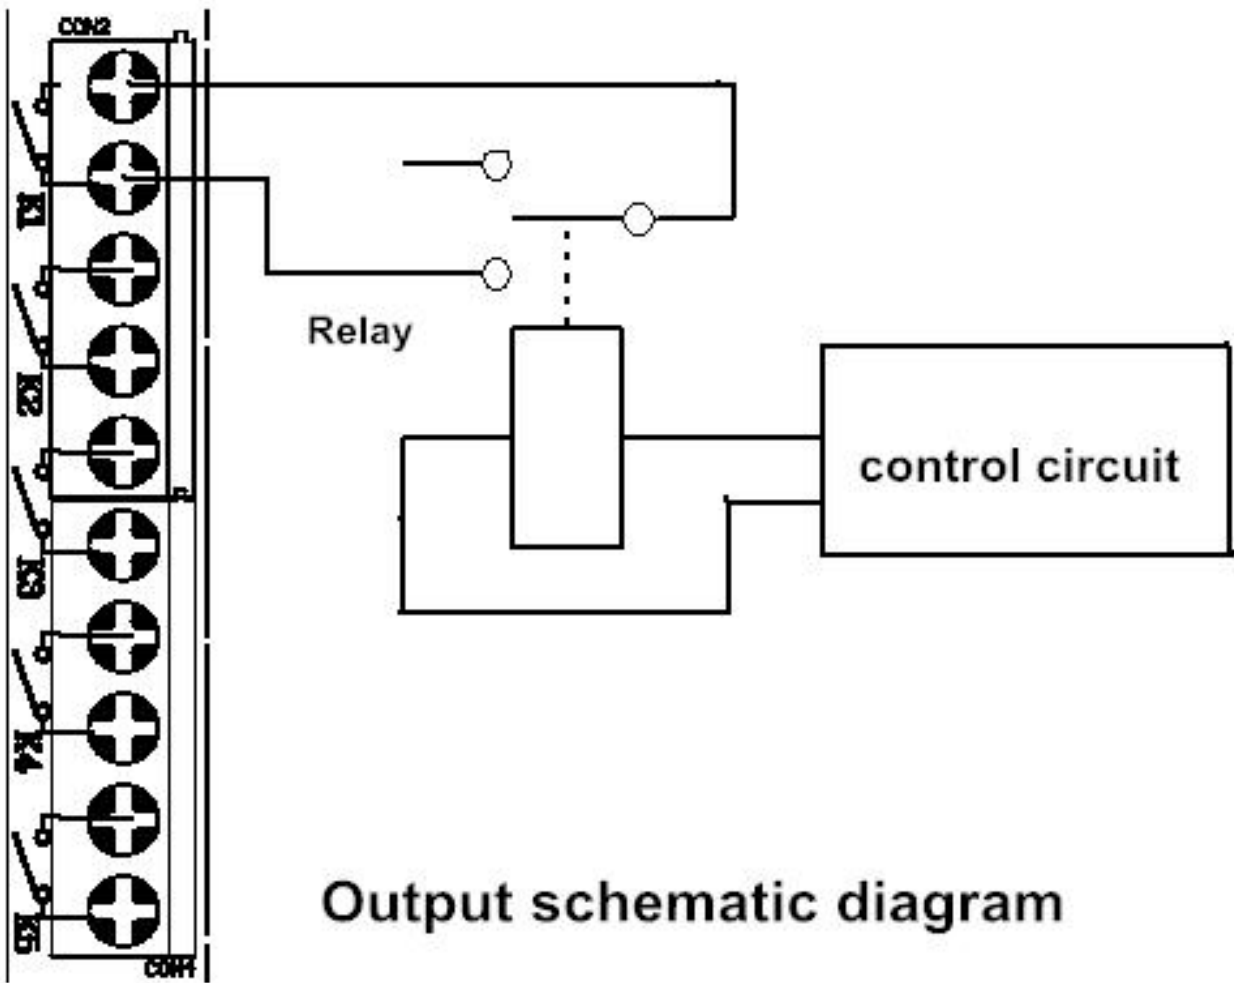 CON2
K1
Relay
K2
control circuit
K3
K4
Output schematic diagram
K5
CON1